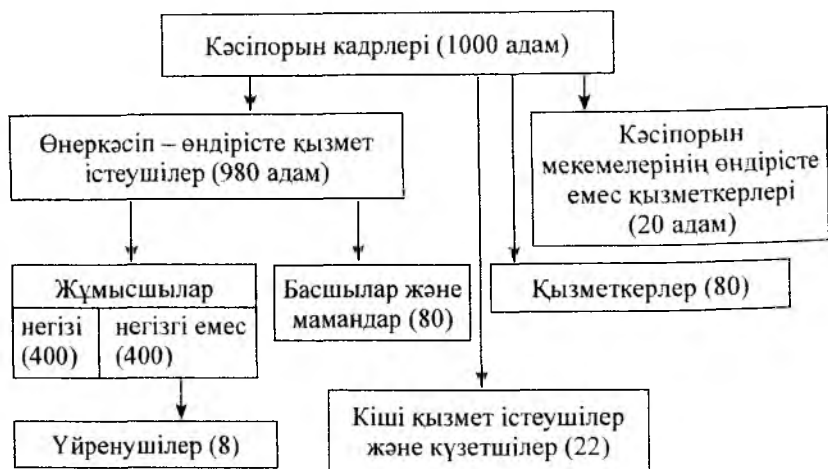 Кәсіпорын кадрлері (1000 адам)
Өнеркәсіп – өндірісте қызмет
істеушілер (980 адам)
Кәсіпорын
мекемелерінің өндірісте
емес қызметкерлері
(20 адам)
Жұмысшылар
негізі
(400)
негізгі емес
(400)
Басшылар және
мамандар (80)
Қызметкерлер (80)
Үйренушілер (8)
Кіші қызмет істеушілер
және күзетшілер (22)